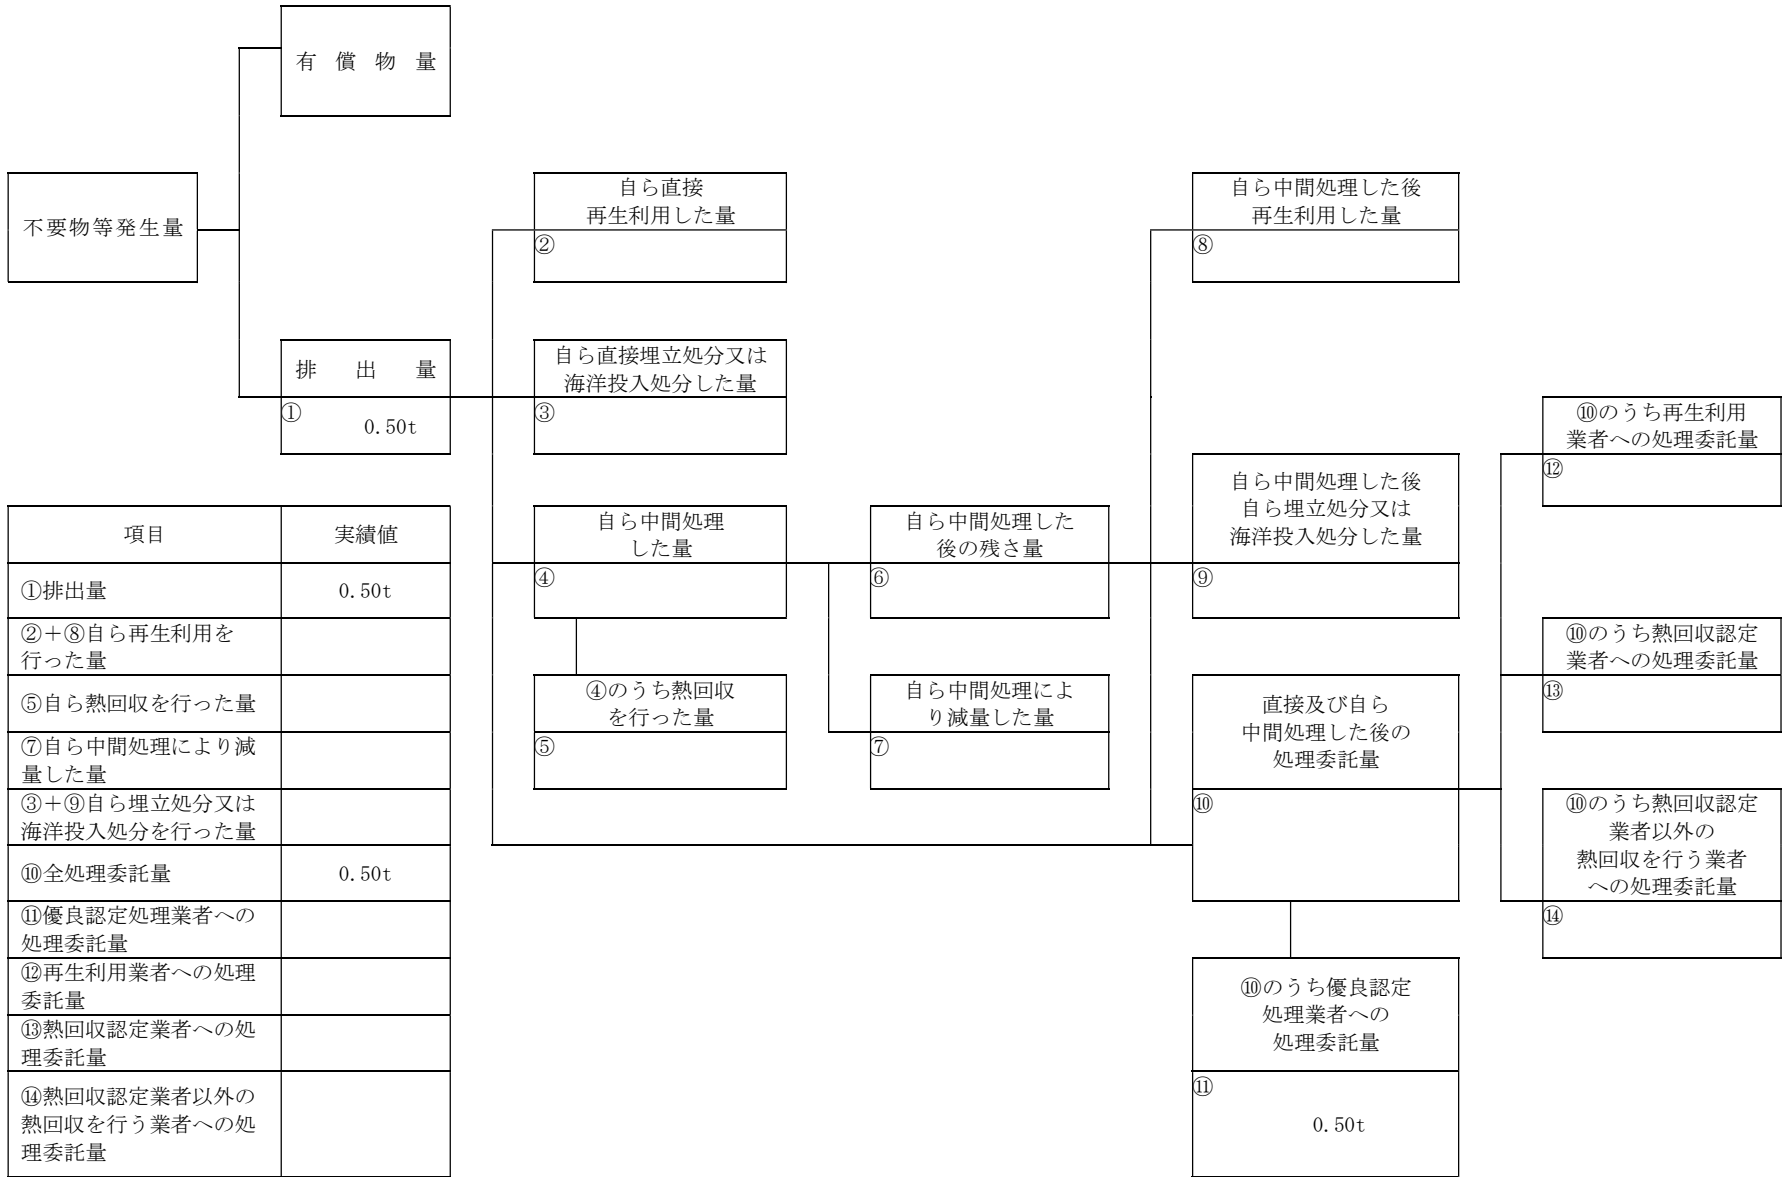 有償物量
不要物等発生量
自ら直接
再生利用した量
②
自ら中間処理した後
再生利用した量
⑧
排出量
①
0.50t
自ら直接埋立処分又は
海洋投入処分した量
③
⑩のうち再生利用
業者への処理委託量
⑫
自ら中間処理した後
自ら埋立処分又は
海洋投入処分した量
⑨
自ら中間処理
した量
④
自ら中間処理した
後の残さ量
⑥
⑩のうち熱回収認定
業者への処理委託量
⑬
④のうち熱回収
を行った量
⑤
自ら中間処理によ
り減量した量
⑦
直接及び自ら
中間処理した後の
処理委託量
⑩
⑩のうち熱回収認定
業者以外の
熱回収を行う業者
への処理委託量
⑭
⑩のうち優良認定
処理業者への
処理委託量
⑪
0.50t
項目 実績値
①排出量 0.50t
②＋⑧自ら再生利用を
行った量
⑤自ら熱回収を行った量
⑦自ら中間処理により減
量した量
③＋⑨自ら埋立処分又は
海洋投入処分を行った量
⑩全処理委託量 0.50t
⑪優良認定処理業者への
処理委託量
⑫再生利用業者への処理
委託量
⑬熱回収認定業者への処
理委託量
⑭熱回収認定業者以外の
熱回収を行う業者への処
理委託量